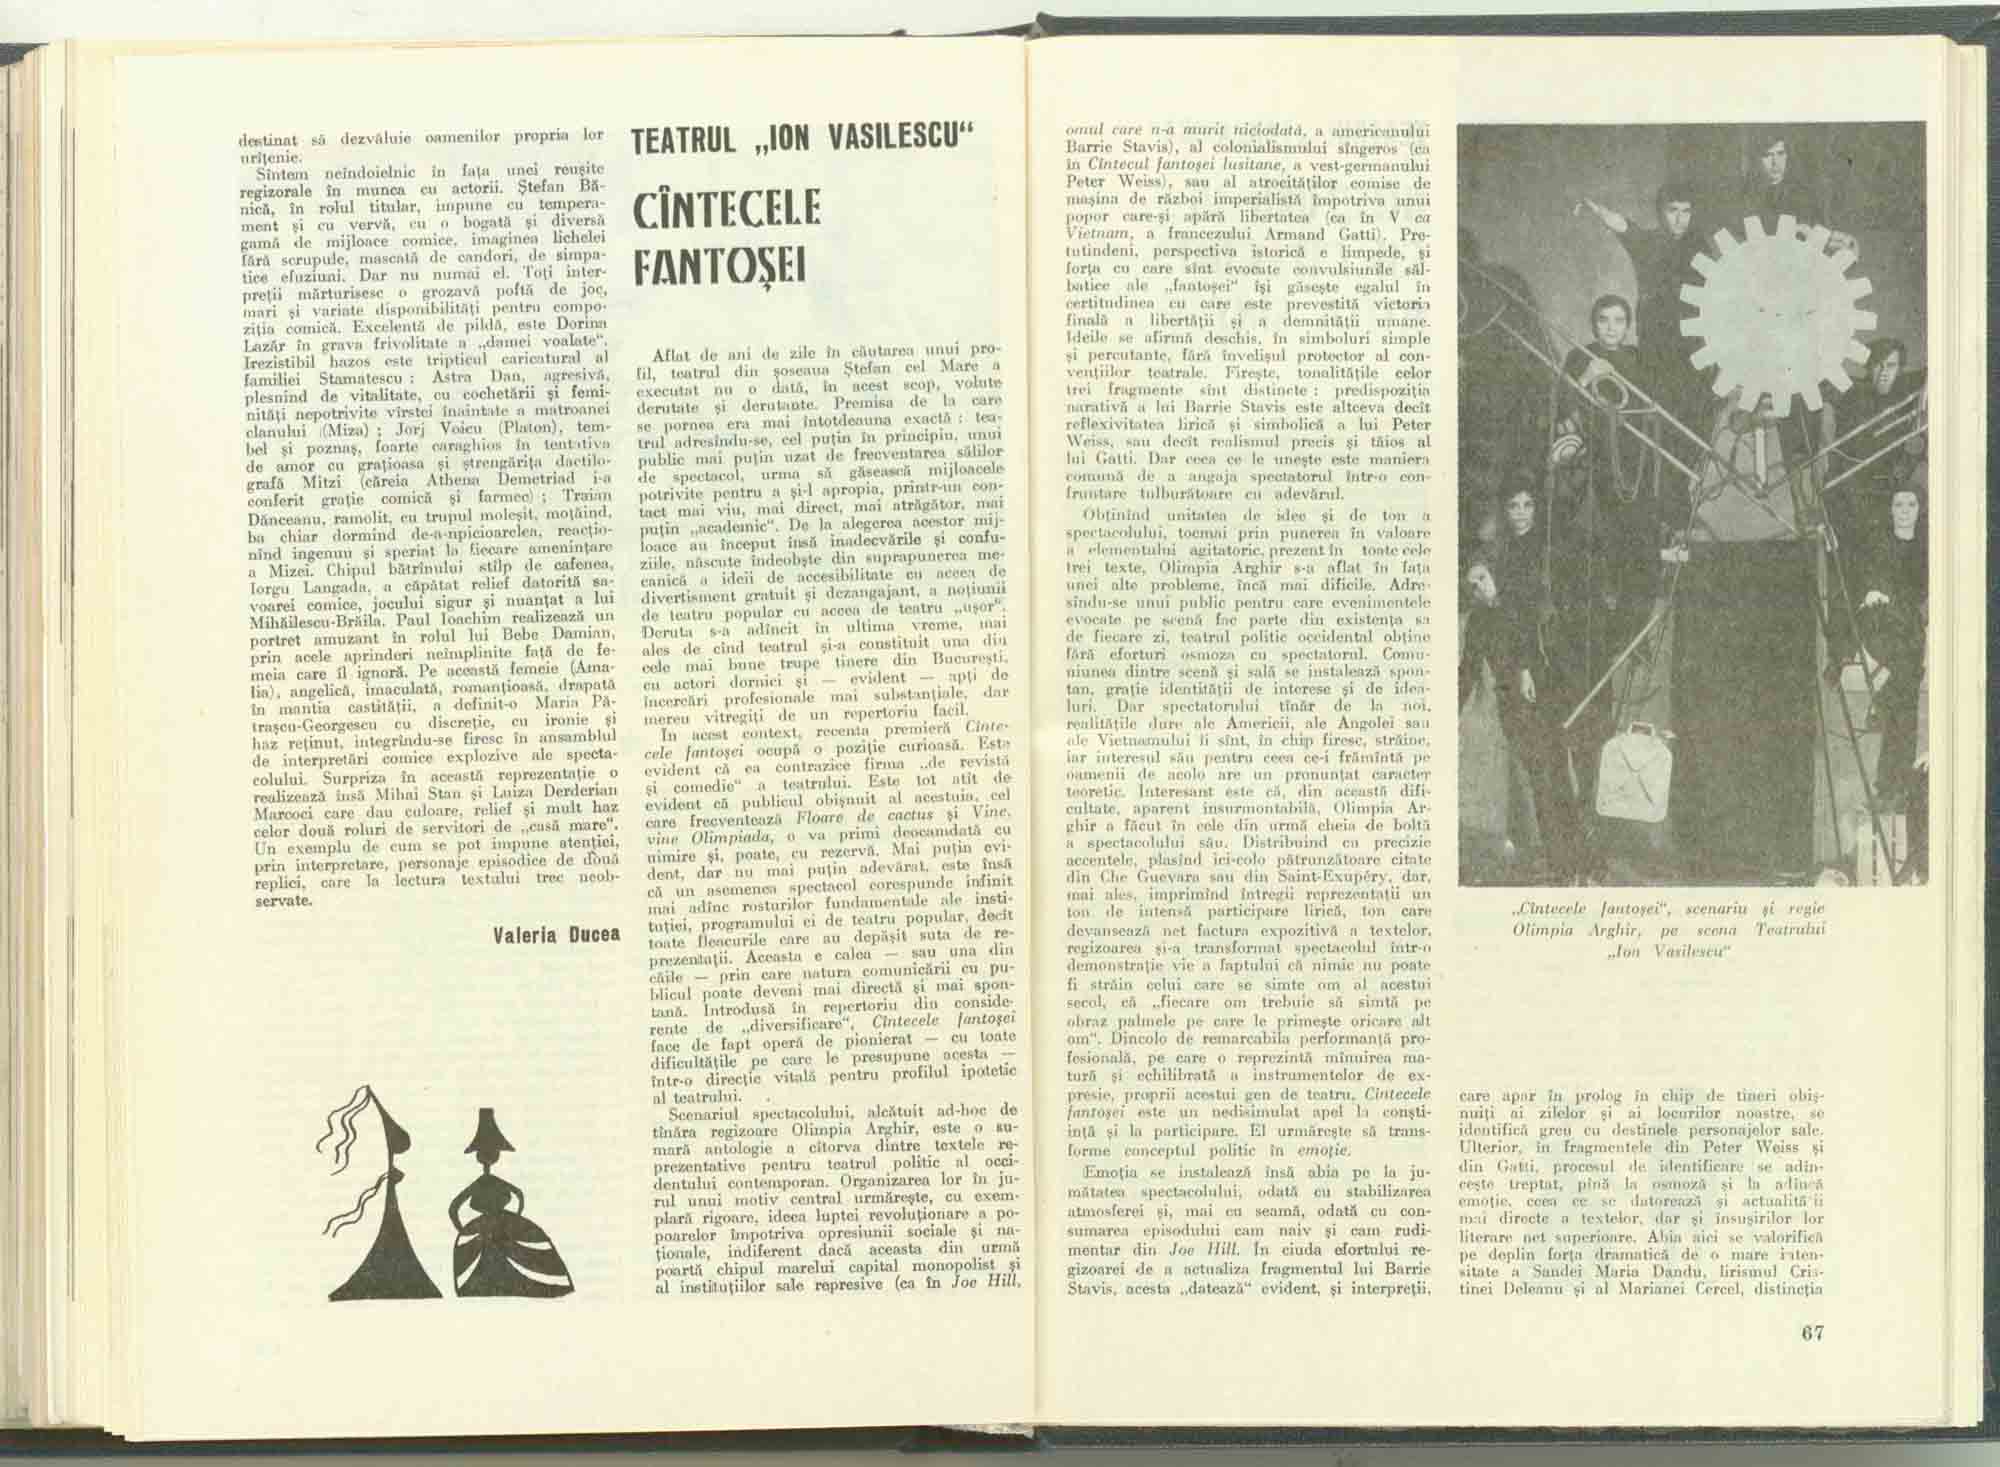 destinat să dezvăluie oamenilor propria lor
urîțenie.
Sîntem neîndoielnic în fața unei reușite
regizorale în munca cu actorii. Ștefan Bă-
nică, în rolul titular, impune cu tempera-
ment și cu vervă, cu o bogată și diversă
gamă de mijloace comice, imaginea lichelei
fără scrupule, mascată de candori, de simpa-
tice efuziuni. Dar nu numai el. Toți inter-
preții mărturisesc o grozavă poftă de joc,
mari și variate disponibilități pentru compo-
ziția comică. Excelentă de pildă, este Dorina
Lazăr în grava frivolitate a „damei voalate“.
Irezistibil hazos este tripticul caricatural al
familiei Stamatescu : Astra Dan, agresivă,
plesnind de vitalitate, cu cochetării și femi-
nități nepotrivite vîrstei înaintate a matroanei
clanului (Miza) ; Jorj Voicu (Platon), tem-
bel și poznaș, foarte caraghios în tentativa
de amor cu grațioasa și ștrengărița dactilo-
grafă Mitzi (căreia Athena Demetriad i-a
conferit grație comică și farmec) ; Traian
Dănceanu, ramolit, cu trupul moleșit, moțăind,
ba chiar dormind de-a-npicioarelea, reacțio-
nînd ingenuu și speriat la fiecare amenințare
a Mizei. Chipul bătrînului stîlp de cafenea,
Iorgu Langada, a căpătat relief datorită sa-
voarei comice, jocului sigur și nuanțat a lui
Mihăilescu-Brăila. Paul Ioachim realizează un
portret amuzant în rolul lui Bebe Damian,
prin acele aprinderi neîmplinite față de fe-
meia care îl ignoră. Pe această femeie (Ama-
lia), angelică, imaculată, romanțioasă, drapată
în mantia castității, a definit-o Maria Pă-
trașcu-Georgescu cu discreție, cu ironie și
haz reținut, integrîndu-se firesc în ansamblul
de interpretări comice explozive ale specta-
colului. Surpriza în această reprezentație o
realizează însă Mihai Stan și Luiza Derderian
Marcoci care dau culoare, relief și mult haz
celor două roluri de servitori de „casă mare“.
Un exemplu de cum se pot impune atenției,
prin interpretare, personaje episodice de două
replici, care la lectura textului trec neob-
servate.
Valeria Ducea
TEATRUL „ION VASILESCU“
CÎNTECELE
FANTOȘEI
Aflat de ani de zile în căutarea unui pro-
fil, teatrul din șoseaua Ștefan cel Mare a
executat nu o dată, în acest scop, volute
derutate și derutante. Premisa de la care
se pornea era mai întotdeauna exactă : tea-
trul adresîndu-se, cel puțin în principiu, unui
public mai puțin uzat de frecventarea sălilor
de spectacol, urma să găsească mijloacele
potrivite pentru a și-l apropia, printr-un con-
tact mai viu, mai direct, mai atrăgător, mai
puțin „academic“. De la alegerea acestor mij-
loace au început însă inadecvările și confu-
ziile, născute îndeobște din suprapunerea me-
canică a ideii de accesibilitate cu aceea de
divertisment gratuit și dezangajant, a noțiunii
de teatru popular cu aceea de teatru „ușor“.
Deruta s-a adîncit în ultima vreme, mai
ales de cînd teatrul și-a constituit una din
cele mai bune trupe tinere din București,
cu actori dornici și — evident — apți de
încercări profesionale mai substanțiale, dar
mereu vitregiți de un repertoriu facil.
În acest context, recenta premieră Cînte-
cele fantoșei ocupă o poziție curioasă. Este
evident că ea contrazice firma „de revistă
și comedie“ a teatrului. Este tot atît de
evident că publicul obișnuit al acestuia, cel
care frecventează Floare de cactus și Vine,
vine Olimpiada, o va primi deocamdată cu
uimire și, poate, cu rezervă. Mai puțin evi-
dent, dar nu mai puțin adevărat, este însă
că un asemenea spectacol corespunde infinit
mai adînc rosturilor fundamentale ale insti-
tuției, programului ei de teatru popular, decît
toate fleacurile care au depășit suta de re-
prezentații. Aceasta e calea — sau una din
căile — prin care natura comunicării cu pu-
blicul poate deveni mai directă și mai spon-
tană. Introdusă în repertoriu din conside-
rente de „diversificare“, Cîntecele fantoșei
face de fapt operă de pionierat — cu toate
dificultățile pe care le presupune acesta —
într-o direcție vitală pentru profilul ipotetic
al teatrului.
Scenariul spectacolului, alcătuit ad-hoc de
tînăra regizoare Olimpia Arghir, este o su-
mară antologie a cîtorva dintre textele re-
prezentative pentru teatrul politic al occi-
dentului contemporan. Organizarea lor în ju-
rul unui motiv central urmărește, cu exem-
plară rigoare, ideea luptei revoluționare a po-
poarelor împotriva opresiunii sociale și na-
ționale, indiferent dacă aceasta din urmă
poartă chipul marelui capital monopolist și
al instituțiilor sale represive (ca în Joe Hill,
omul care n-a murit niciodată, a americanului
Barrie Stavis), al colonialismului sîngeros (ca
în Cîntecul fantoșei lusitane, a vest-germanului
Peter Weiss), sau al atrocităților comise de
mașina de război imperialistă împotriva unui
popor care-și apără libertatea (ca în V ca
Vietnam, a francezului Armand Gatti). Pre-
tutindeni, perspectiva istorică e limpede, și
forța cu care sînt evocate convulsiunile săl-
batice ale „fantoșei“ își găsește egalul în
certitudinea cu care este prevestită victoria
finală a libertății și a demnității umane.
Ideile se afirmă deschis, în simboluri simple
și percutante, fără învelișul protector al con-
vențiilor teatrale. Firește, tonalitățile celor
trei fragmente sînt distincte : predispoziția
narativă a lui Barrie Stavis este altceva decît
reflexivitatea lirică și simbolică a lui Peter
Weiss, sau decît realismul precis și tăios al
lui Gatti. Dar ceea ce le unește este maniera
comună de a angaja spectatorul într-o con-
fruntare tulburătoare cu adevărul.
Obținînd unitatea de idee și de ton a
spectacolului, tocmai prin punerea în valoare
a elementului agitatoric, prezent în toate cele
trei texte, Olimpia Arghir s-a aflat în fața
unei alte probleme, încă mai dificile. Adre-
sîndu-se unui public pentru care evenimentele
evocate pe scenă fac parte din existența sa
de fiecare zi, teatrul politic occidental obține
fără eforturi osmoza cu spectatorul. Comu-
niunea dintre scenă și sală se instalează spon-
tan, grație identității de interese și de idea-
luri. Dar spectatorului tînăr de la noi,
realitățile dure ale Americii, ale Angolei sau
ale Vietnamului îi sînt, în chip firesc, străine,
iar interesul său pentru ceea ce-i frămîntă pe
oamenii de acolo are un pronunțat caracter
teoretic. Interesant este că, din această difi-
cultate, aparent insurmontabilă, Olimpia Ar-
ghir a făcut în cele din urmă cheia de boltă
a spectacolului său. Distribuind cu precizie
accentele, plasînd ici-colo pătrunzătoare citate
din Che Guevara sau din Saint-Exupéry, dar,
mai ales, imprimînd întregii reprezentații un
ton de intensă participare lirică, ton care
devansează net factura expozitivă a textelor,
regizoarea și-a transformat spectacolul într-o
demonstrație vie a faptului că nimic nu poate
fi străin celui care se simte om al acestui
secol, că „fiecare om trebuie să simtă pe
obraz palmele pe care le primește oricare alt
om“. Dincolo de remarcabila performanță pro-
fesională, pe care o reprezintă mînuirea ma-
tură și echilibrată a instrumentelor de ex-
presie, proprii acestui gen de teatru, Cîntecele
fantoșei este un nedisimulat apel la conști-
ință și la participare. El urmărește să trans-
forme conceptul politic în emoție.
Emoția se instalează însă abia pe la ju-
mătatea spectacolului, odată cu stabilizarea
atmosferei și, mai cu seamă, odată cu con-
sumarea episodului cam naiv și cam rudi-
mentar din Joe Hill. În ciuda efortului re-
gizoarei de a actualiza fragmentul lui Barrie
Stavis, acesta „datează“ evident, și interpreții,
„Cîntecele fantoșei“, scenariu și regie
Olimpia Arghir, pe scena Teatrului
„Ion Vasilescu“
care apar în prolog în chip de tineri obiș-
nuiți ai zilelor și ai locurilor noastre, se
identifică greu cu destinele personajelor sale.
Ulterior, în fragmentele din Peter Weiss și
din Gatti, procesul de identificare se adîn-
cește treptat, pînă la osmoză și la adîncă
emoție, ceea ce se datorează și actualității
mai directe a textelor, dar și însușirilor lor
literare net superioare. Abia aici se valorifică
pe deplin forța dramatică de o mare inten-
sitate a Sandei Maria Dandu, lirismul Cris-
tinei Deleanu și al Marianei Cercel, distincția
67